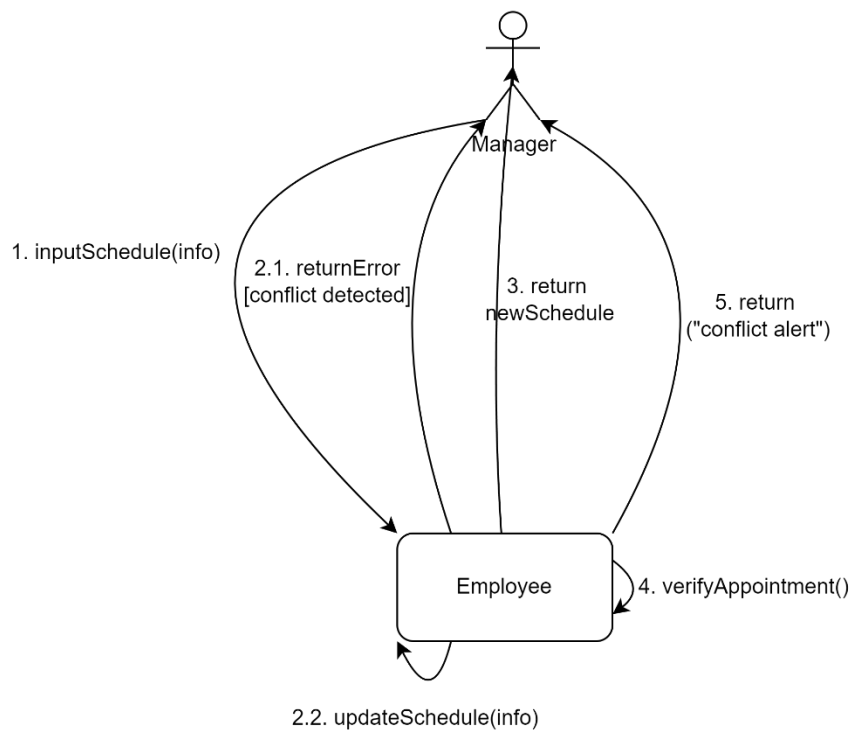 Manager
1. inputSchedule(info)
2.1. returnError
[conflict detected]
3. return
newSchedule
5. return
("conflict alert")
Employee
4. verifyAppointment()
2.2. updateSchedule(info)